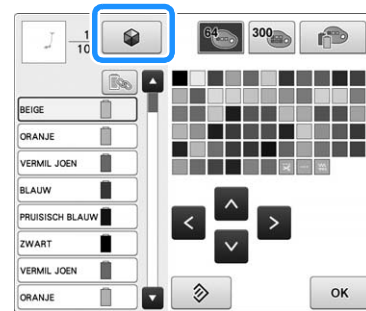 1
10
64
300
BEIGE
ORANJE
VERMIL JOEN
BLAUW
PRUISISCH BLAUW
ZWART
VERMIL JOEN
ORANJE
OK